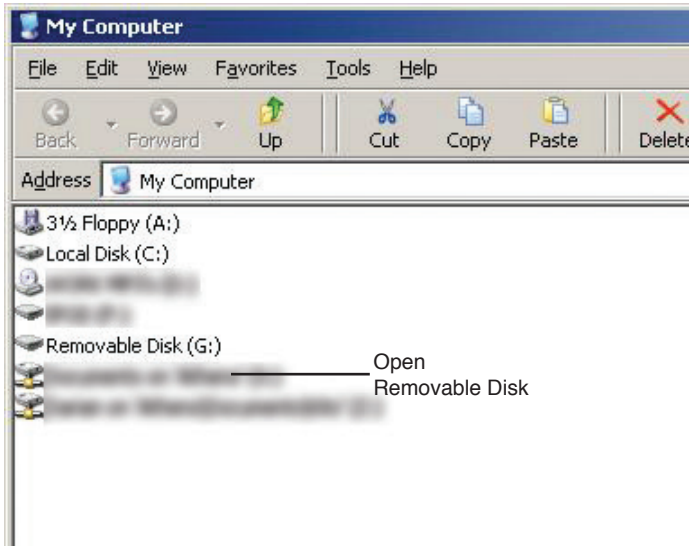 My Computer
File Edit View Favorites Tools Help
Back Forward Up Cut Copy Paste Delete
Address My Computer
3½ Floppy (A:)
Local Disk (C:)
Removable Disk (G:)
Open
Removable Disk